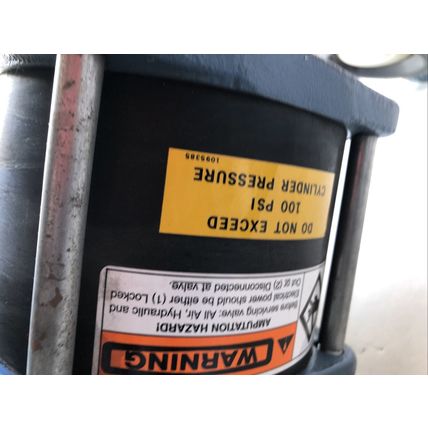 WARNING
AMPUTATION HAZARD!
Before servicing valve: All Air, Hydraulic and
Electrical Power should be either (1) Locked
Out or (2) Disconnected at valve.
DO NOT EXCEED
100 PSI
CYLINDER PRESSURE
1095385